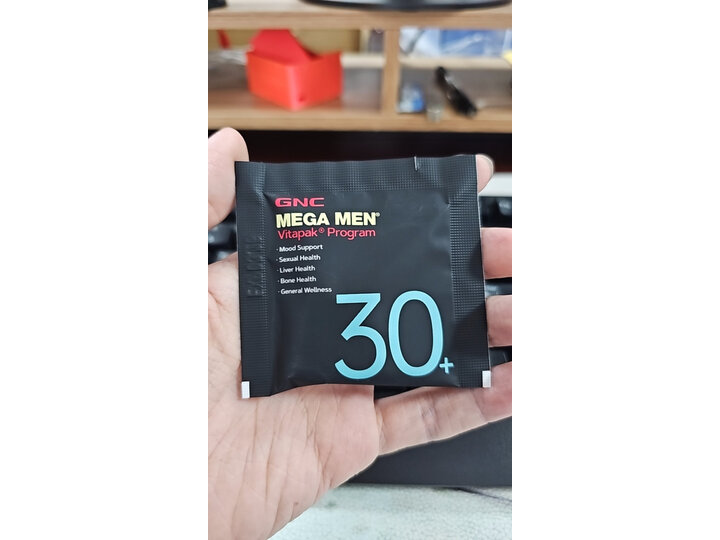 GNC
MEGA MEN®
Vitapak® Program
· Mood Support
· Sexual Health
· Liver Health
· Bone Health
· General Wellness
30+